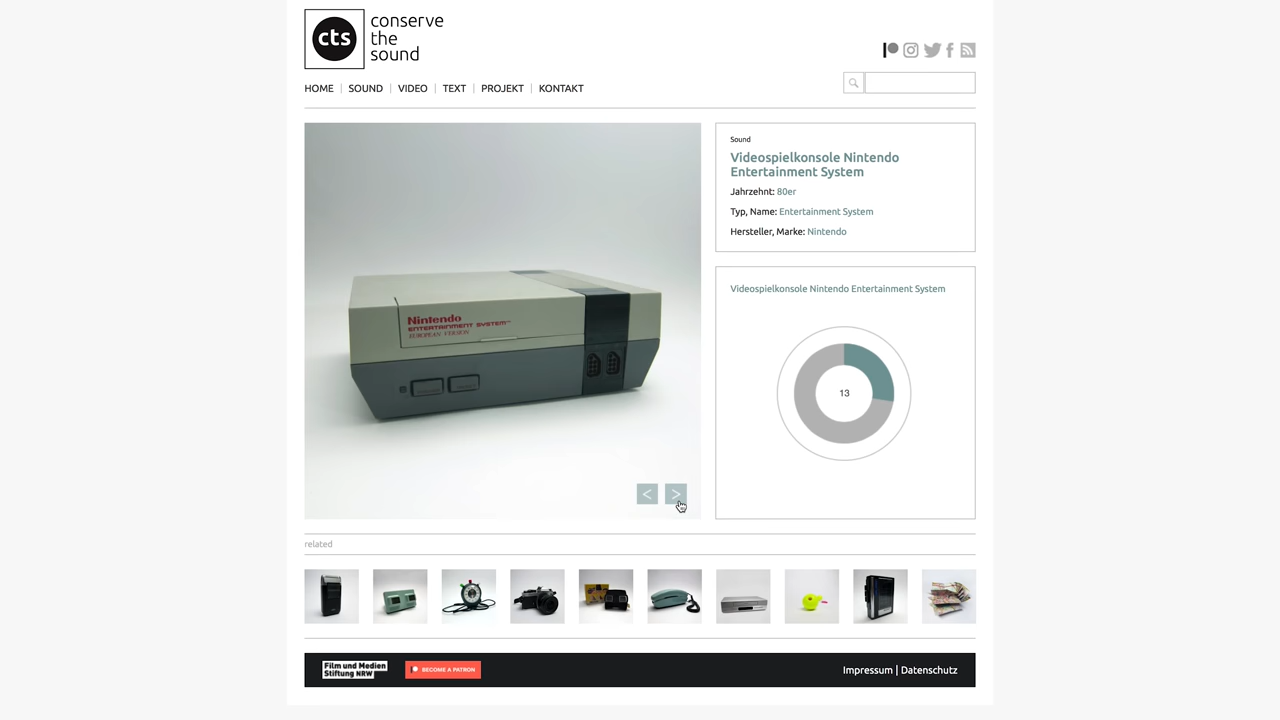 cts
conserve
the
sound
HOME | SOUND | VIDEO | TEXT | PROJEKT | KONTAKT
Nintendo
ENTERTAINMENT SYSTEM™
EUROPEAN VERSION
< >
Sound
Videospielkonsole Nintendo
Entertainment System
Jahrzehnt: 80er
Typ, Name: Entertainment System
Hersteller, Marke: Nintendo
Videospielkonsole Nintendo Entertainment System
13
related
Film und Medien
Stiftung NRW
BECOME A PATRON
Impressum | Datenschutz